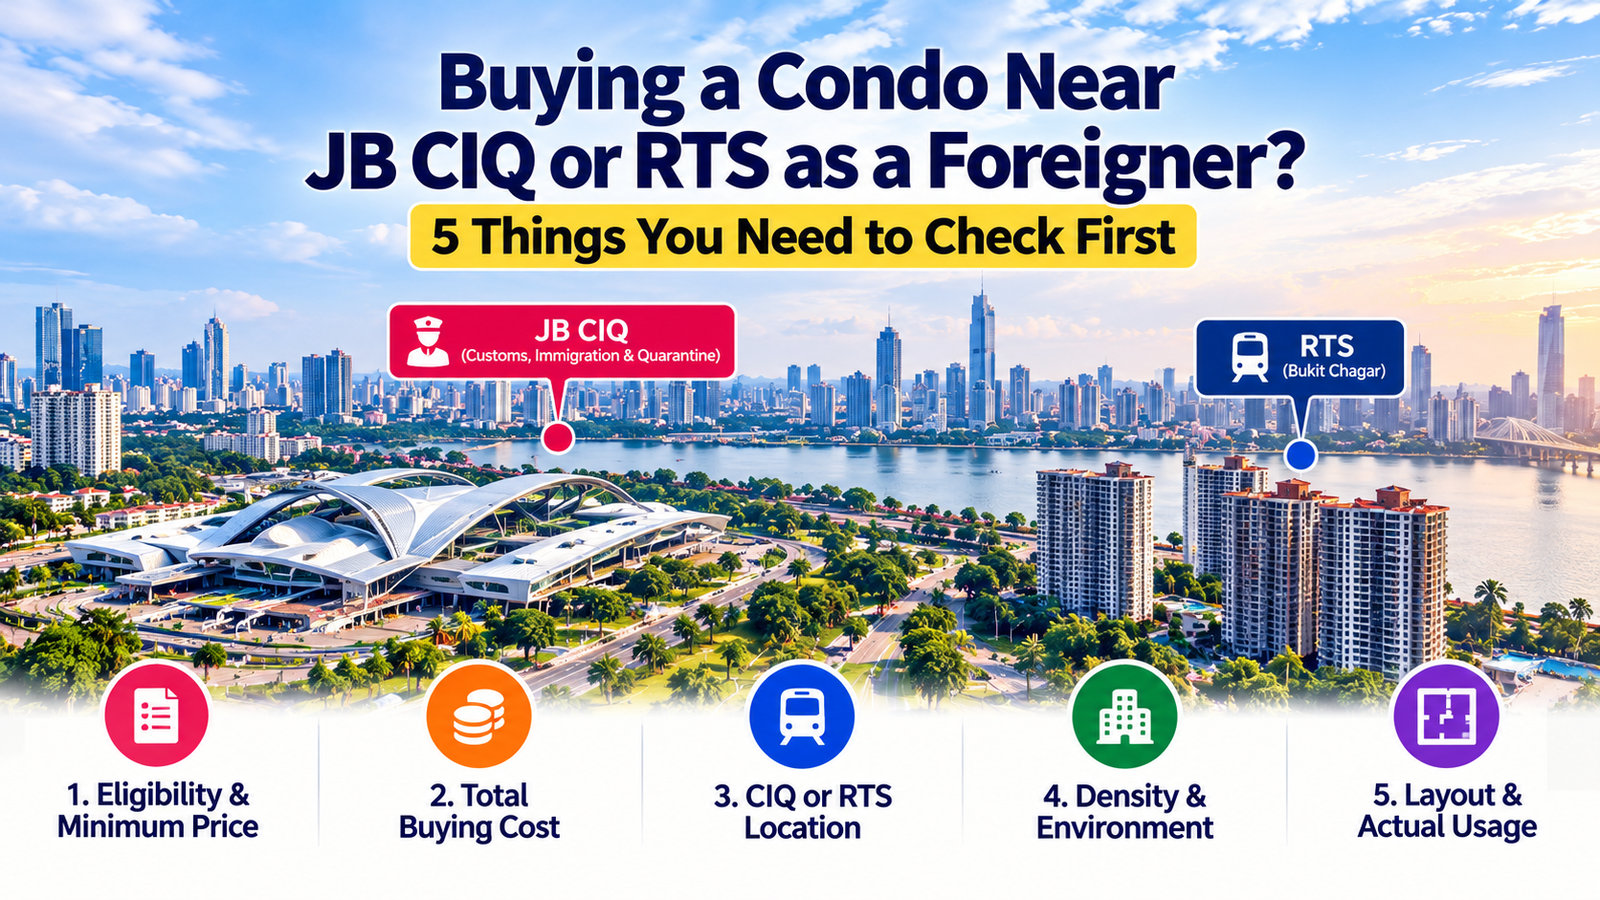 Buying a Condo Near
JB CIQ or RTS as a Foreigner?
5 Things You Need to Check First
JB CIQ
(Customs, Immigration & Quarantine)
RTS
(Bukit Chagar)
1. Eligibility &
Minimum Price
2. Total
Buying Cost
3. CIQ or RTS
Location
4. Density &
Environment
5. Layout &
Actual Usage